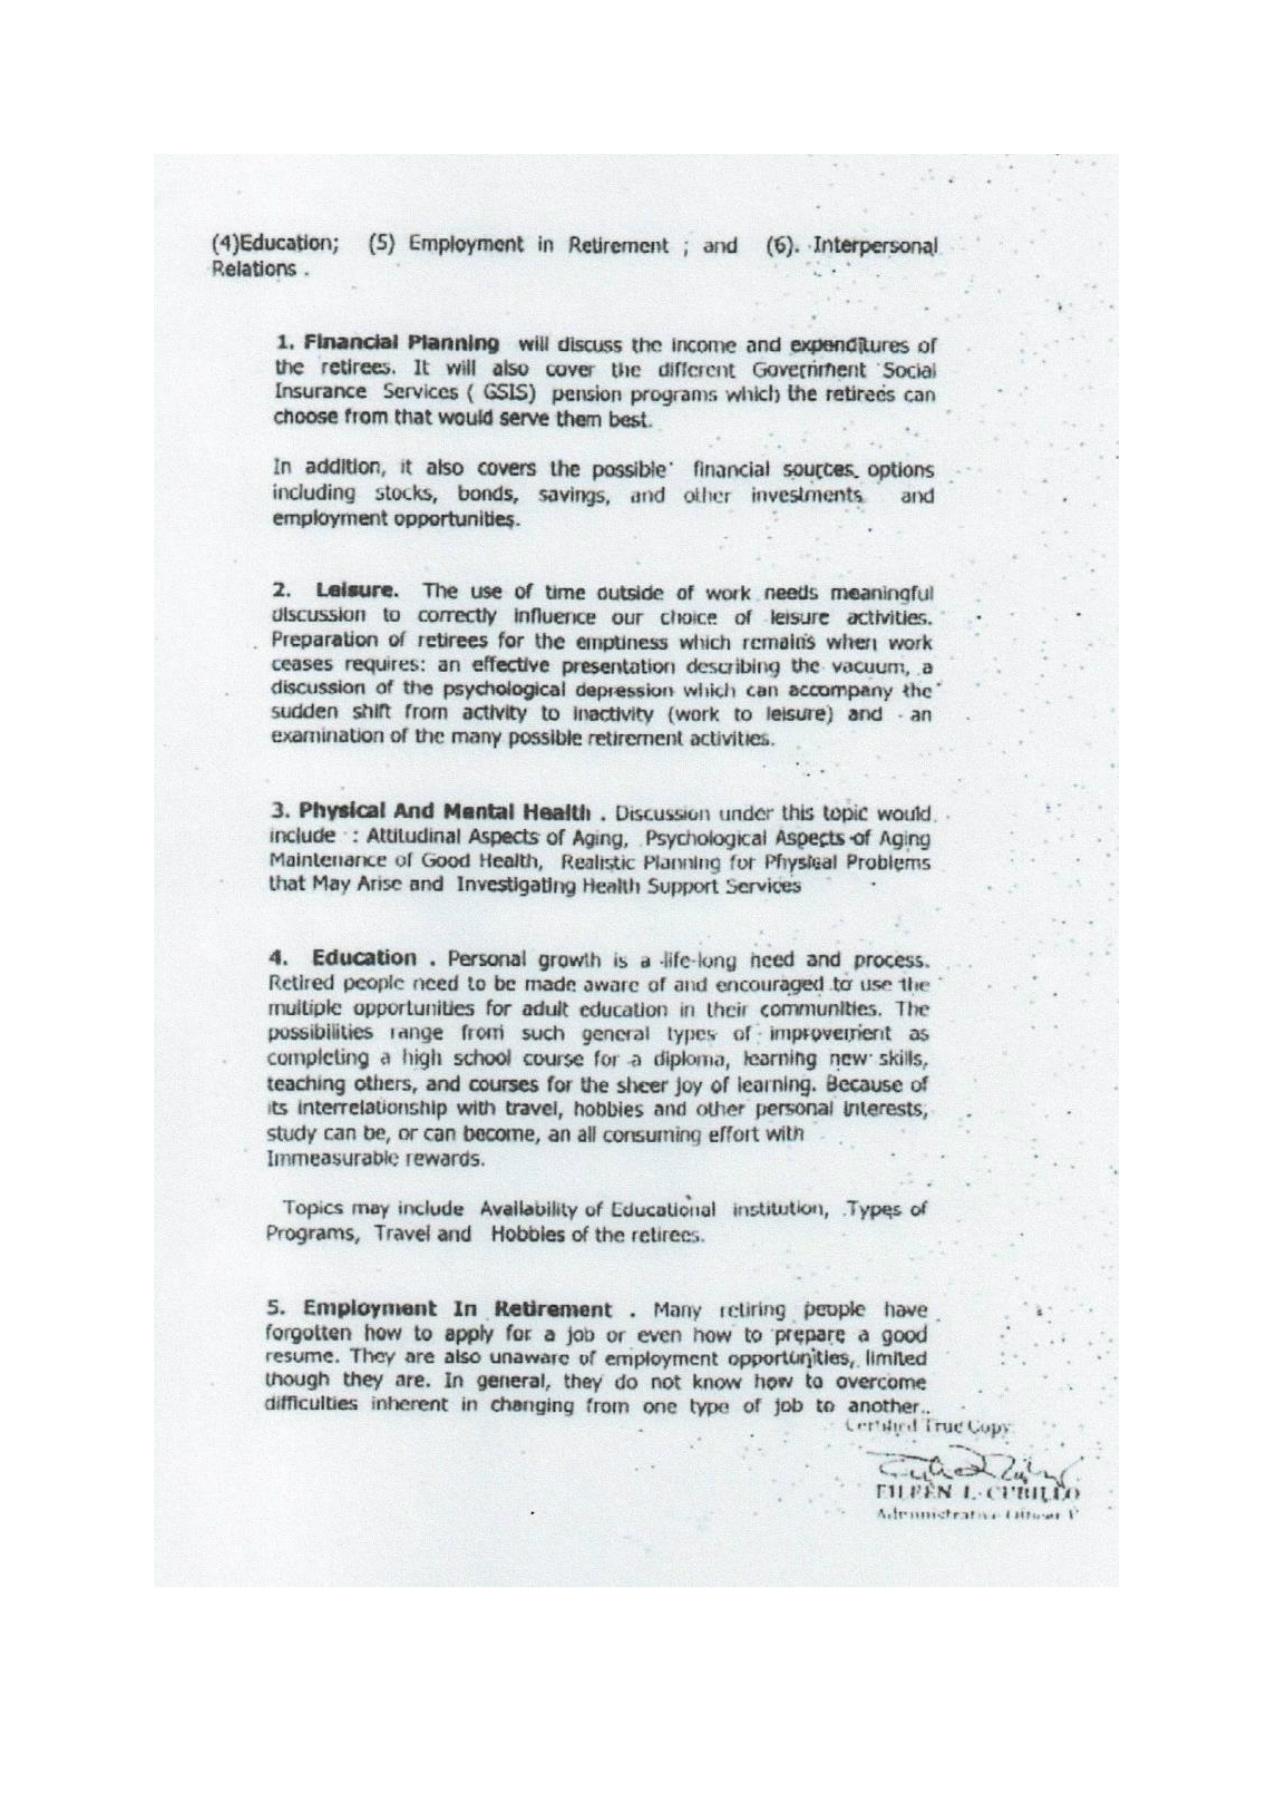 (4)Education; (5) Employment in Retirement ; and (6). Interpersonal
Relations .
1. Financial Planning will discuss the income and expenditures of
the retirees. It will also cover the different Government Social
Insurance Services ( GSIS) pension programs which the retirees can
choose from that would serve them best.
In addition, it also covers the possible financial sources, options
including stocks, bonds, savings, and other investments and
employment opportunities.
2. Leisure. The use of time outside of work needs meaningful
discussion to correctly influence our choice of leisure activities.
Preparation of retirees for the emptiness which remains when work
ceases requires: an effective presentation describing the vacuum, a
discussion of the psychological depression which can accompany the
sudden shift from activity to inactivity (work to leisure) and an
examination of the many possible retirement activities.
3. Physical And Mental Health . Discussion under this topic would
include : Attitudinal Aspects of Aging, Psychological Aspects of Aging
Maintenance of Good Health, Realistic Planning for Physical Problems
that May Arise and Investigating Health Support Services
4. Education . Personal growth is a life-long need and process.
Retired people need to be made aware of and encouraged to use the
multiple opportunities for adult education in their communities. The
possibilities range from such general types of improvement as
completing a high school course for a diploma, learning new skills,
teaching others, and courses for the sheer joy of learning. Because of
its interrelationship with travel, hobbies and other personal interests,
study can be, or can become, an all consuming effort with
Immeasurable rewards.
Topics may include Availability of Educational institution, Types of
Programs, Travel and Hobbies of the retirees.
5. Employment In Retirement . Many retiring people have
forgotten how to apply for a job or even how to prepare a good
resume. They are also unaware of employment opportunities, limited
though they are. In general, they do not know how to overcome
difficulties inherent in changing from one type of job to another..
Certified True Copy
EILEEN L. CUBILLO
Administrative Officer V